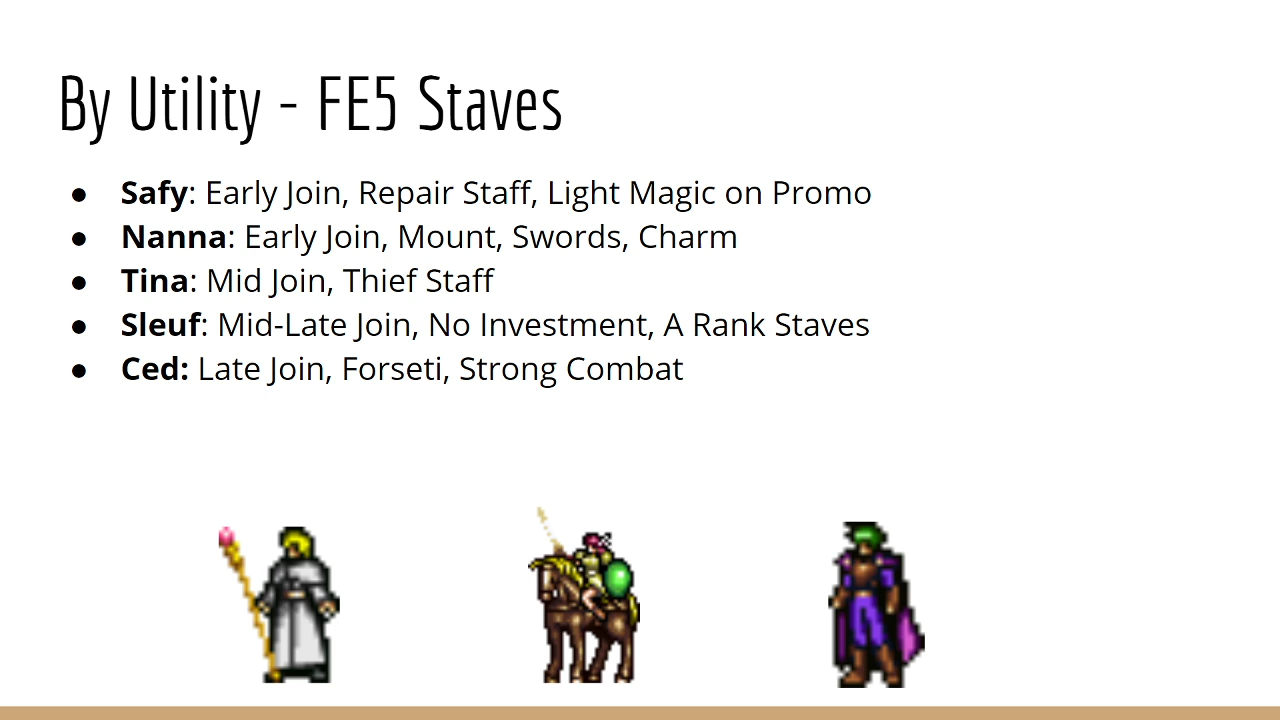 By Utility - FE5 Staves
● Safy: Early Join, Repair Staff, Light Magic on Promo
● Nanna: Early Join, Mount, Swords, Charm
● Tina: Mid Join, Thief Staff
● Sleuf: Mid-Late Join, No Investment, A Rank Staves
● Ced: Late Join, Forseti, Strong Combat